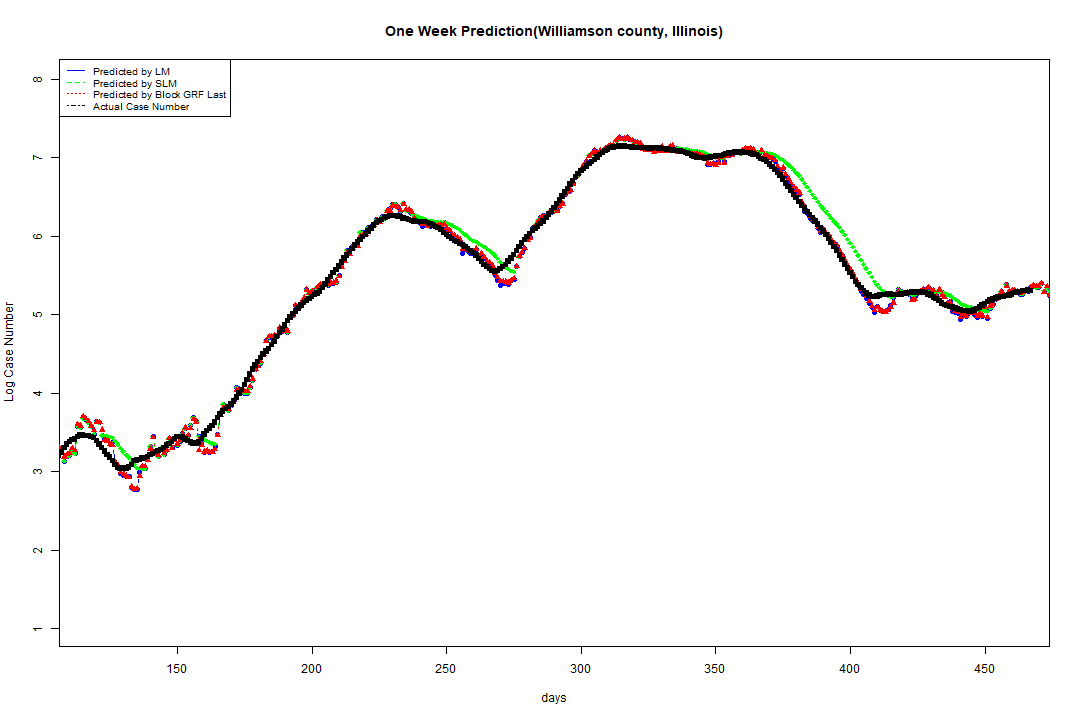 One Week Prediction(Williamson county, Illinois)
Predicted by LM
Predicted by SLM
Predicted by Block GRF Last
Actual Case Number
8
7
6
5
4
3
2
1
Log Case Number
150 200 250 300 350 400 450
days